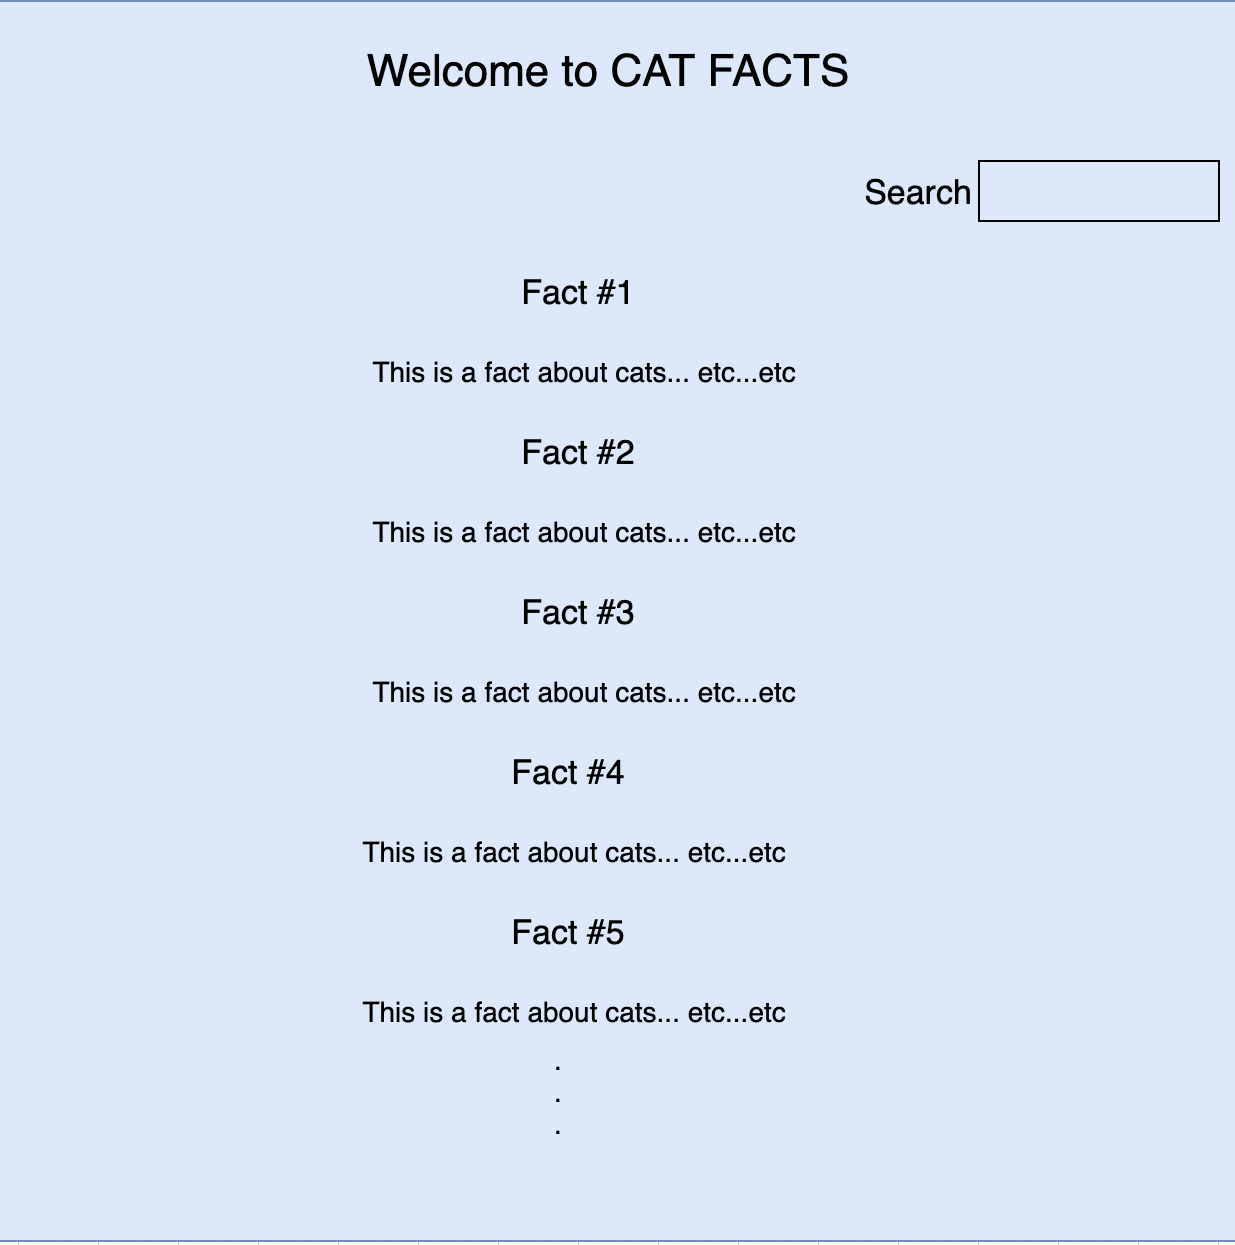 Welcome to CAT FACTS
Search
Fact #1
This is a fact about cats... etc...etc
Fact #2
This is a fact about cats... etc...etc
Fact #3
This is a fact about cats... etc...etc
Fact #4
This is a fact about cats... etc...etc
Fact #5
This is a fact about cats... etc...etc
.
.
.